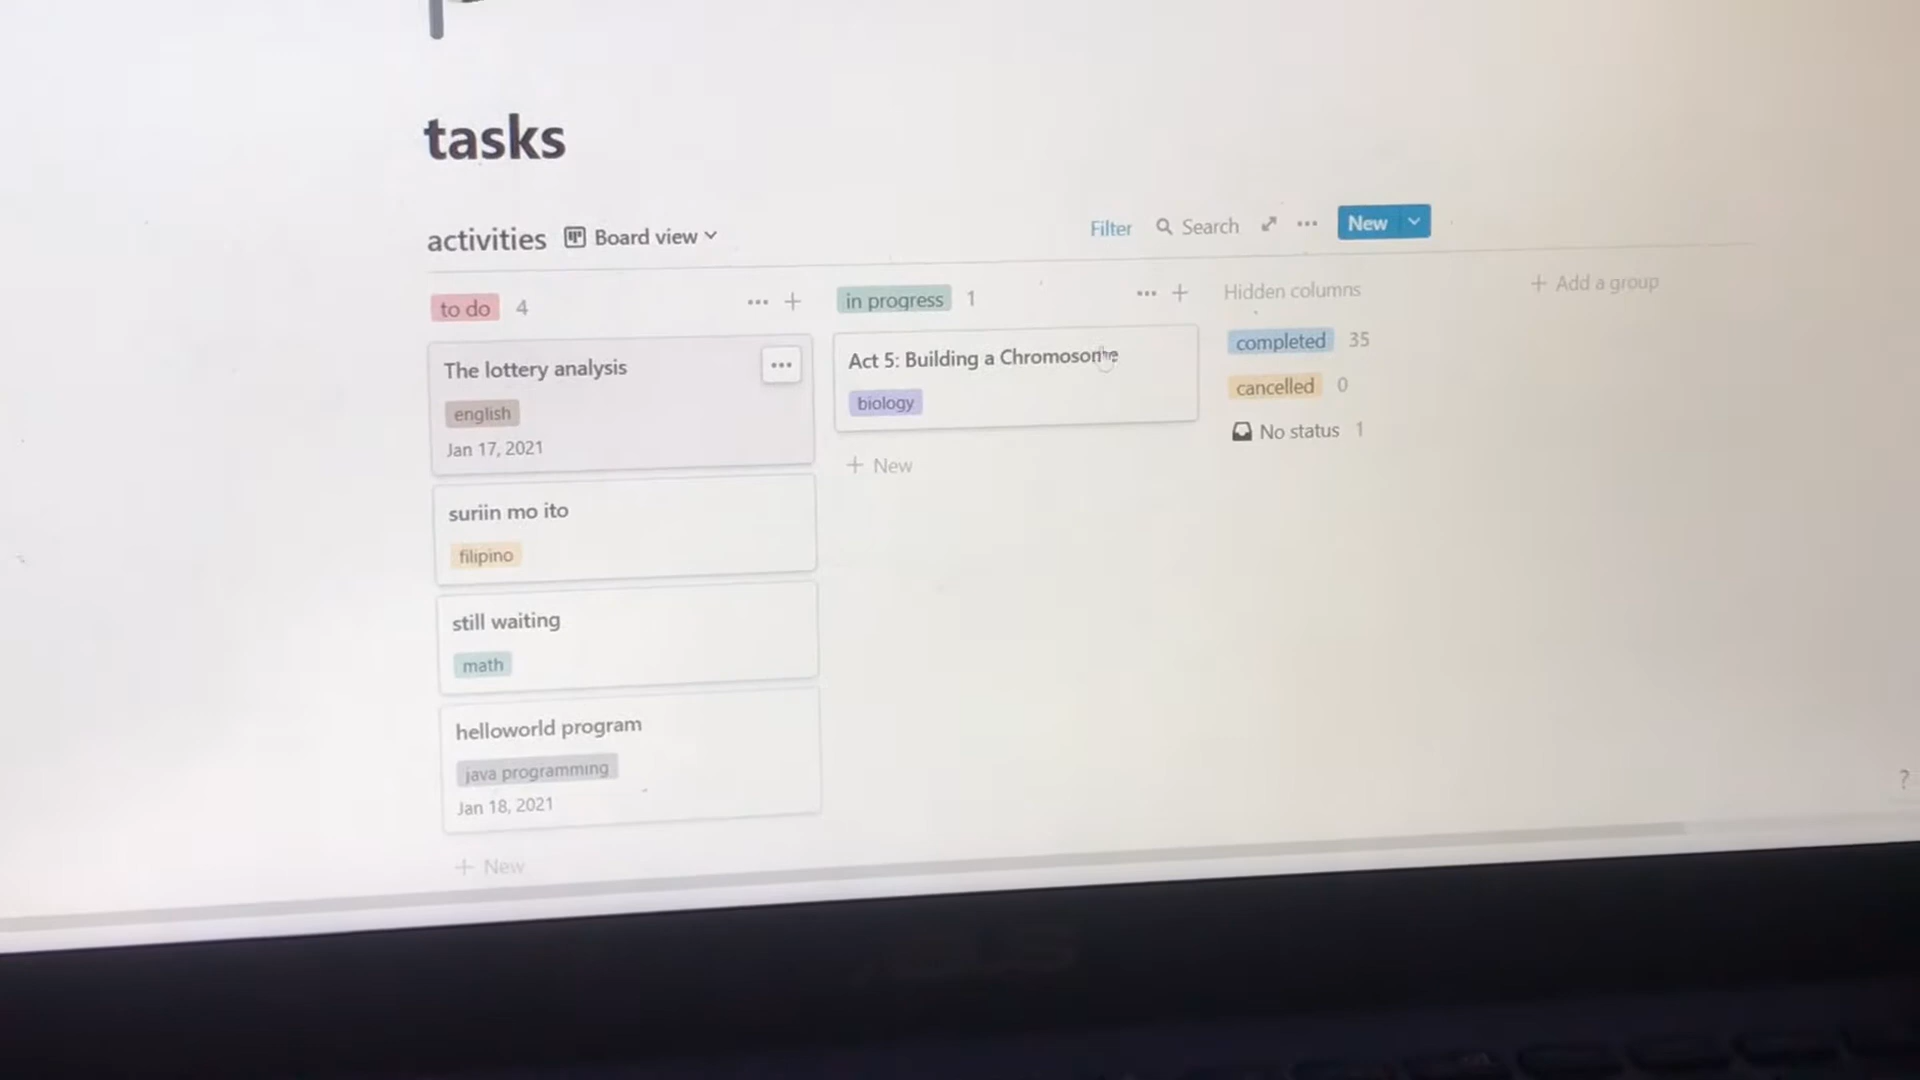 tasks
activities Board view
Filter Search ... New
to do 4 ... +
in progress 1 ... +
Hidden columns
+ Add a group
The lottery analysis ...
english
Jan 17, 2021
suriin mo ito
filipino
still waiting
math
helloworld program
java programming
Jan 18, 2021
+ New
Act 5: Building a Chromosome
biology
+ New
completed 35
cancelled 0
No status 1
?